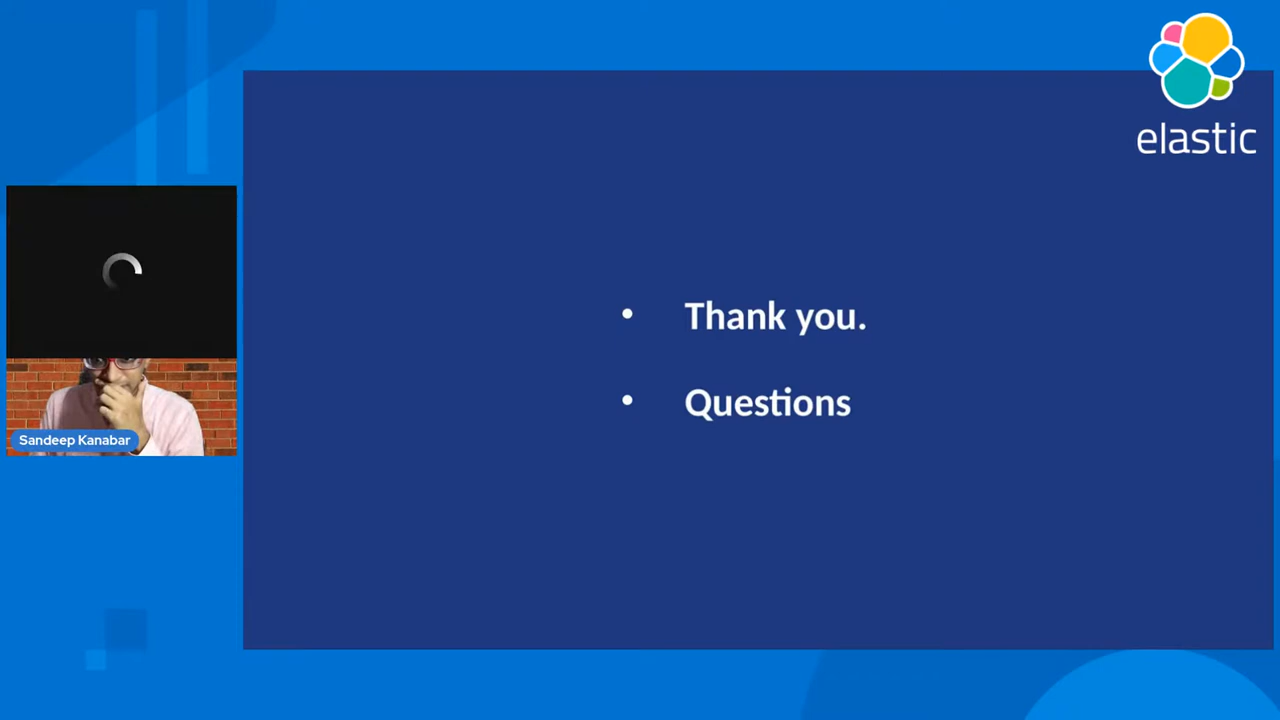 elastic
• Thank you.
• Questions
Sandeep Kanabar